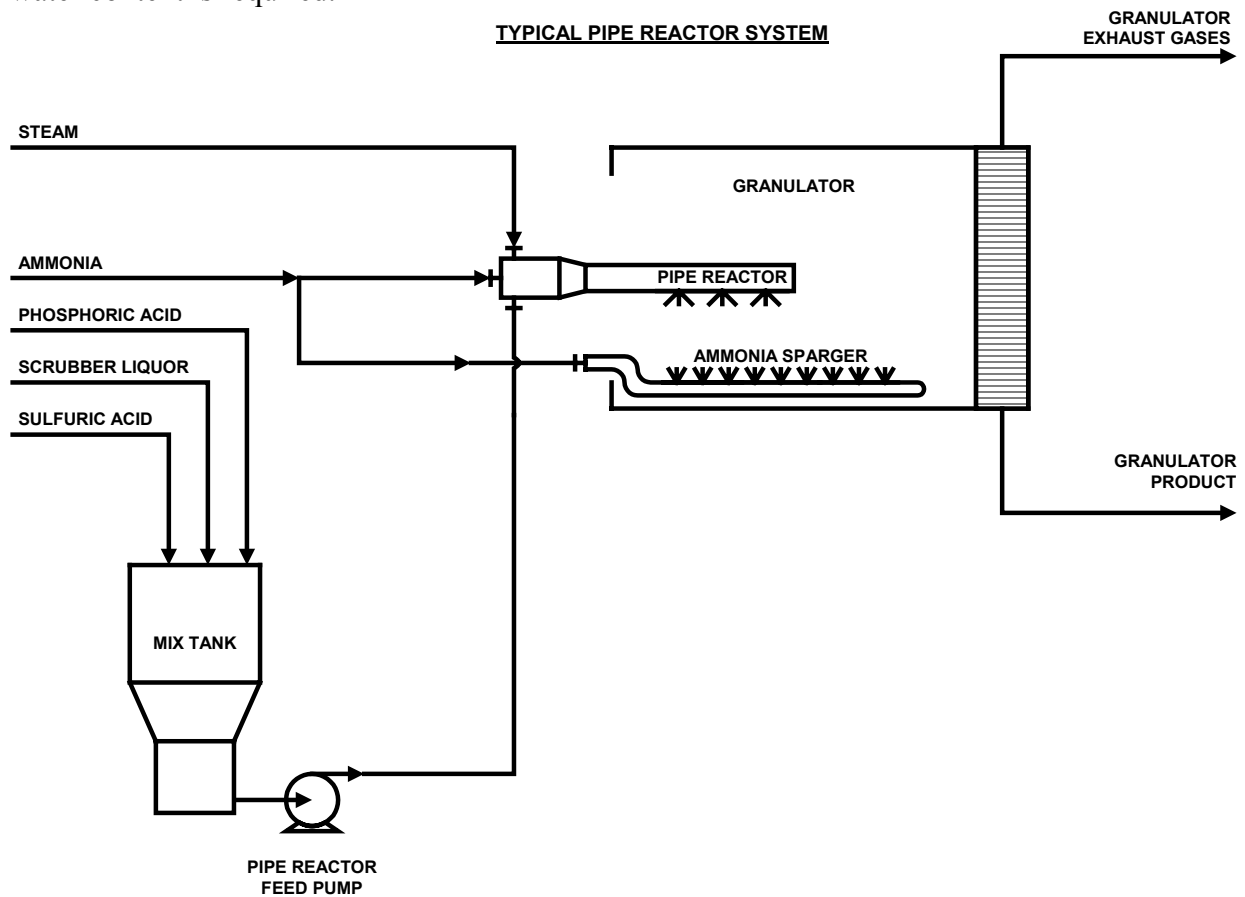 TYPICAL PIPE REACTOR SYSTEM
GRANULATOR
EXHAUST GASES
STEAM
GRANULATOR
AMMONIA
PIPE REACTOR
PHOSPHORIC ACID
AMMONIA SPARGER
SCRUBBER LIQUOR
SULFURIC ACID
GRANULATOR
PRODUCT
MIX TANK
PIPE REACTOR
FEED PUMP